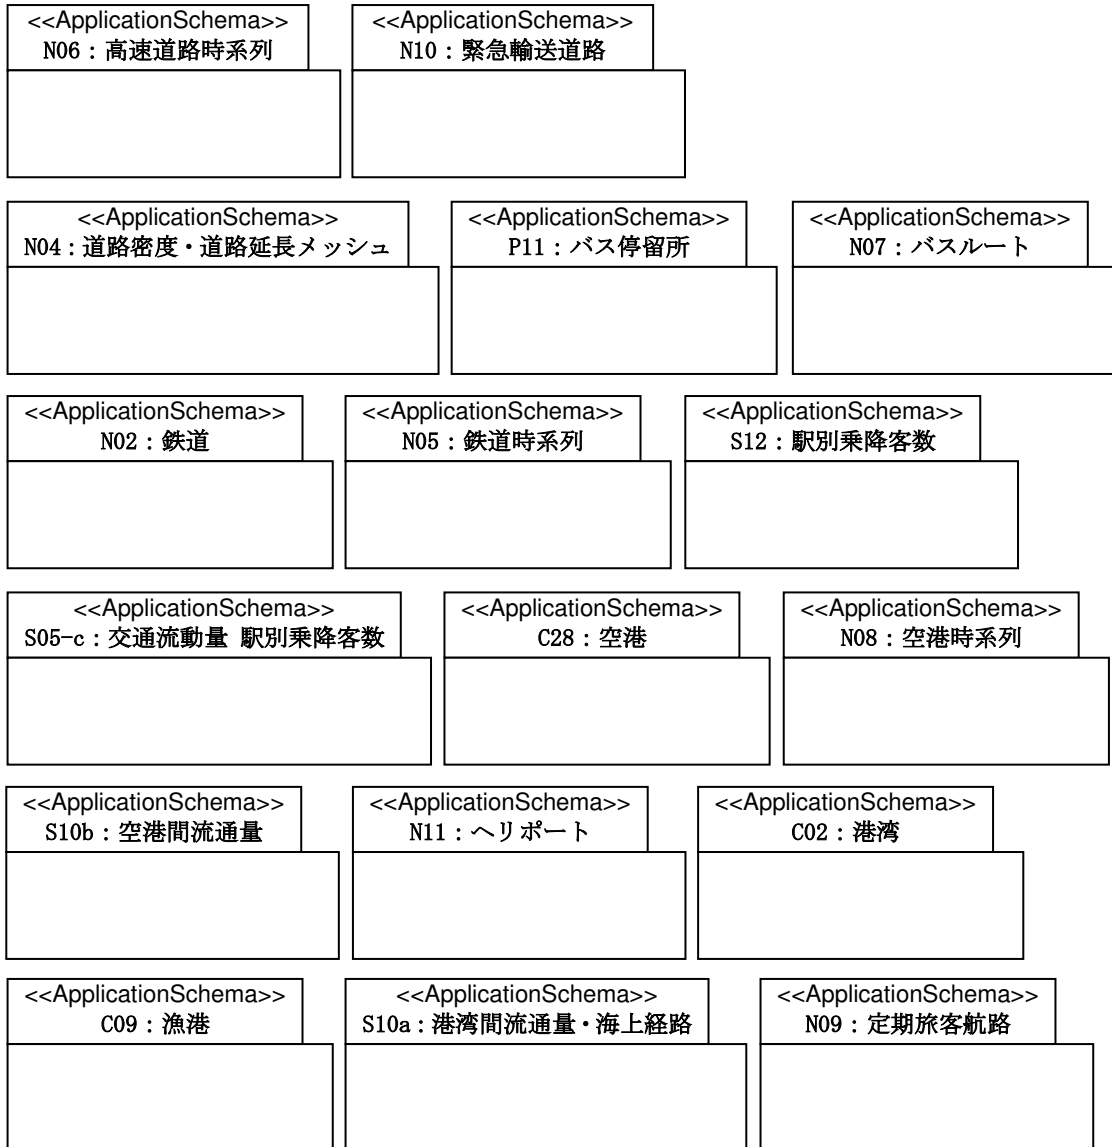 <<ApplicationSchema>>
N06：高速道路時系列
<<ApplicationSchema>>
N10：緊急輸送道路
<<ApplicationSchema>>
N04：道路密度・道路延長メッシュ
<<ApplicationSchema>>
P11：バス停留所
<<ApplicationSchema>>
N07：バスルート
<<ApplicationSchema>>
N02：鉄道
<<ApplicationSchema>>
N05：鉄道時系列
<<ApplicationSchema>>
S12：駅別乗降客数
<<ApplicationSchema>>
S05-c：交通流動量 駅別乗降客数
<<ApplicationSchema>>
C28：空港
<<ApplicationSchema>>
N08：空港時系列
<<ApplicationSchema>>
S10b：空港間流通量
<<ApplicationSchema>>
N11：ヘリポート
<<ApplicationSchema>>
C02：港湾
<<ApplicationSchema>>
C09：漁港
<<ApplicationSchema>>
S10a：港湾間流通量・海上経路
<<ApplicationSchema>>
N09：定期旅客航路